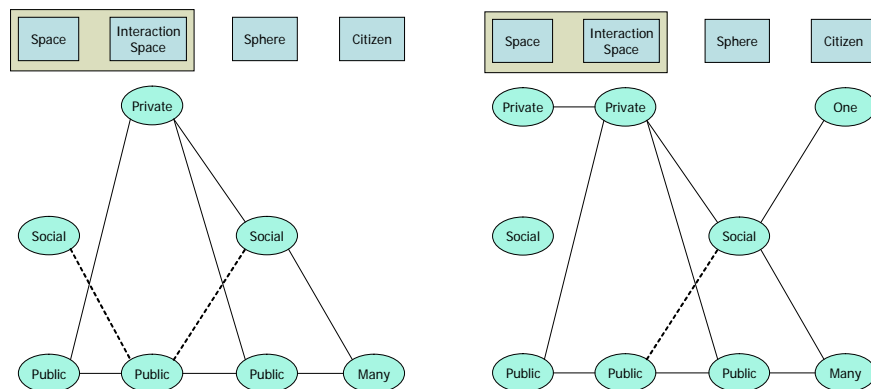 Space
Interaction
Space
Sphere
Citizen
Private
Social
Social
Public
Public
Public
Many
Space
Interaction
Space
Sphere
Citizen
Private
Private
One
Social
Social
Public
Public
Public
Many